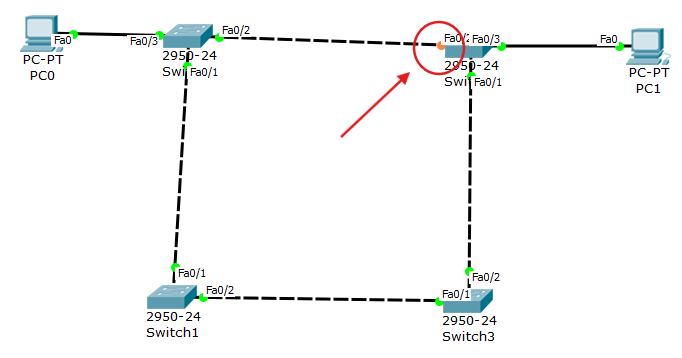 Fa0
PC-PT
PC0
Fa0/3
Fa0/2
2950-24
Fa0/1
Fa0/3
2950-24
Fa0/1
Fa0
PC-PT
PC1
Fa0/1
Fa0/2
2950-24
Switch1
Fa0/2
Fa0/1
2950-24
Switch3